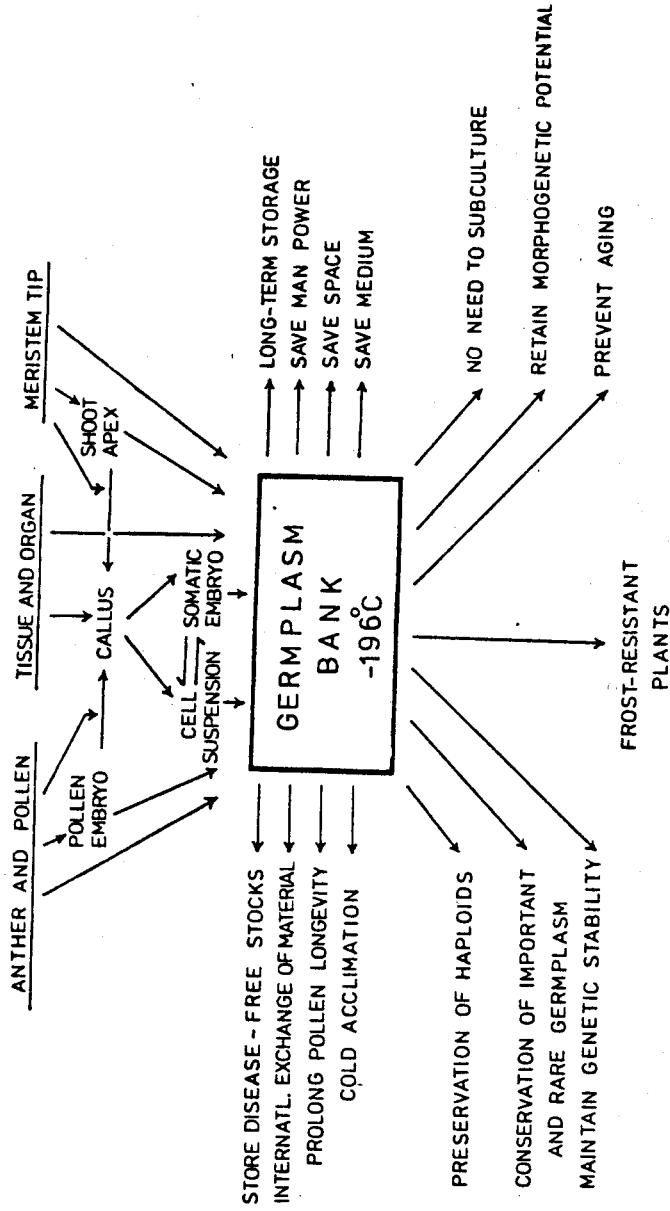 ANTHER AND POLLEN
TISSUE AND ORGAN
MERISTEM TIP
POLLEN
EMBRYO
CALLUS
SHOOT
APEX
CELL
SUSPENSION
SOMATIC
EMBRYO
GERMPLASM
BANK
-196°C
STORE DISEASE-FREE STOCKS
INTERNATL. EXCHANGE OF MATERIAL
PROLONG POLLEN LONGEVITY
COLD ACCLIMATION
LONG-TERM STORAGE
SAVE MAN POWER
SAVE SPACE
SAVE MEDIUM
PRESERVATION OF HAPLOIDS
CONSERVATION OF IMPORTANT
AND RARE GERMPLASM
MAINTAIN GENETIC STABILITY
FROST-RESISTANT
PLANTS
NO NEED TO SUBCULTURE
RETAIN MORPHOGENETIC POTENTIAL
PREVENT AGING